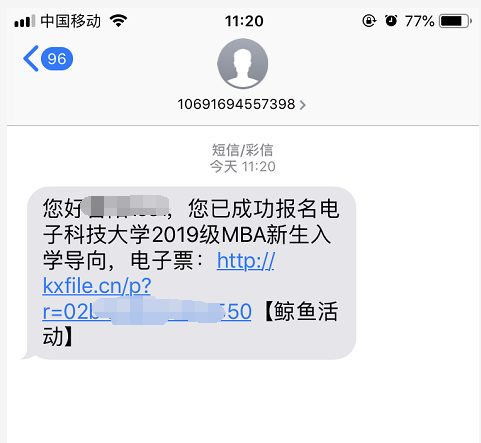 中国移动 11:20 77%
96
10691694557398
短信/彩信
今天 11:20
您好，您已成功报名电
子科技大学2019级MBA新生入
学导向，电子票：http://
kxfile.cn/p?
r=02b 550【鲸鱼活
动】